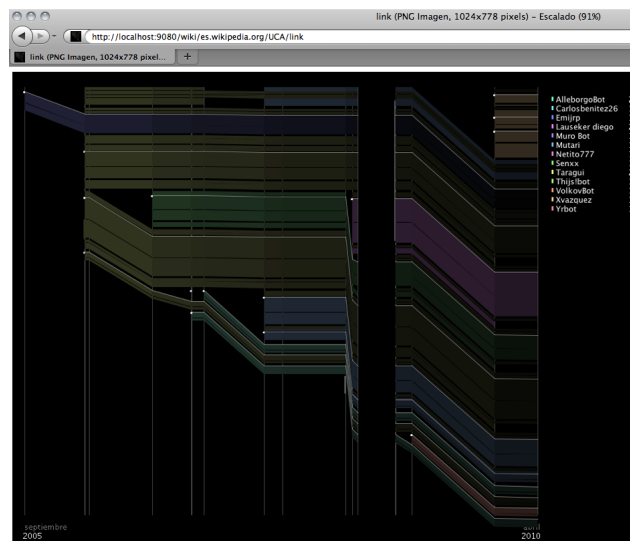 link (PNG Imagen, 1024x778 pixels) – Escalado (91%)
http://localhost:9080/wiki/es.wikipedia.org/UCA/link
link (PNG Imagen, 1024x778 pixel...
AlleborgoBot
Carlosbenitez26
Emijrp
Lauseker diego
Muro Bot
Mutari
Netito777
Senxx
Taragui
Thijs!bot
VolkovBot
Xvazquez
Yrbot
septiembre
2005
abril
2010